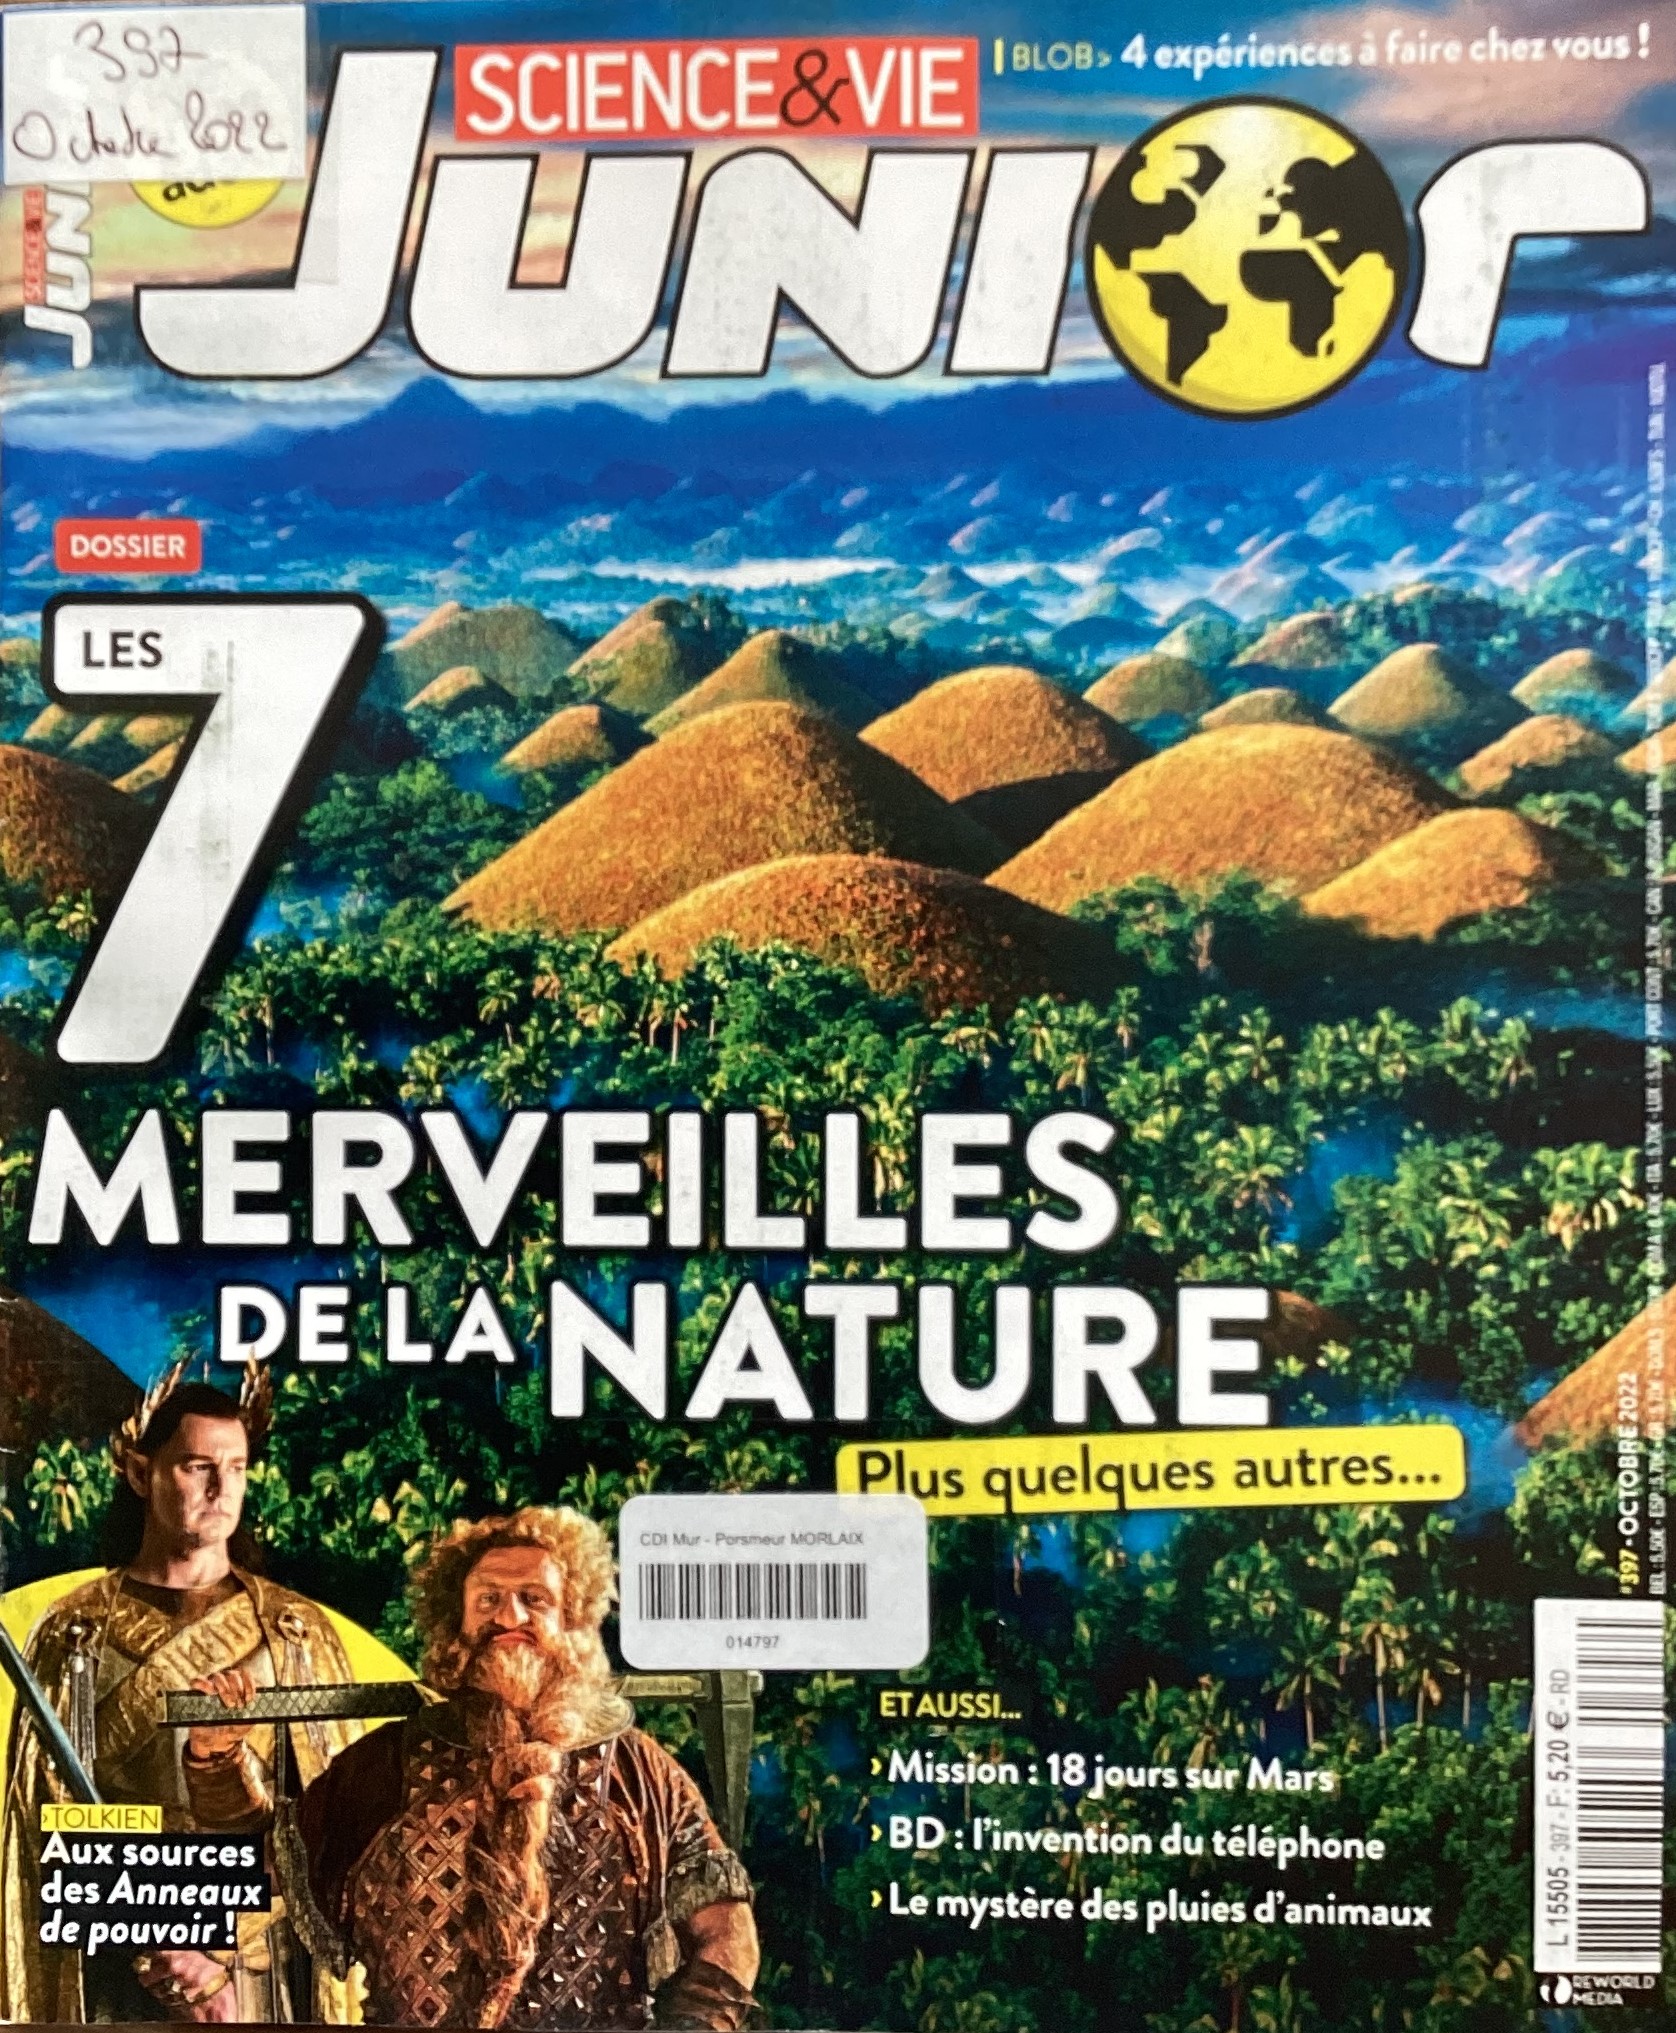 397
Octobre 2022
SCIENCE&VIE
JUNIOR
BLOB> 4 expériences à faire chez vous !
SCIENCE&VIE
JUNI
DOSSIER
LES
7
MERVEILLES
DE LA NATURE
Plus quelques autres...
CDI Mur - Porsmeur MORLAIX
014797
›TOLKIEN
Aux sources
des Anneaux
de pouvoir !
ET AUSSI...
›Mission : 18 jours sur Mars
›BD : l'invention du téléphone
›Le mystère des pluies d'animaux
N°397 • OCTOBRE 2022
L 15505 - 397 - F: 5,20 € - RD
REWORLD
MEDIA